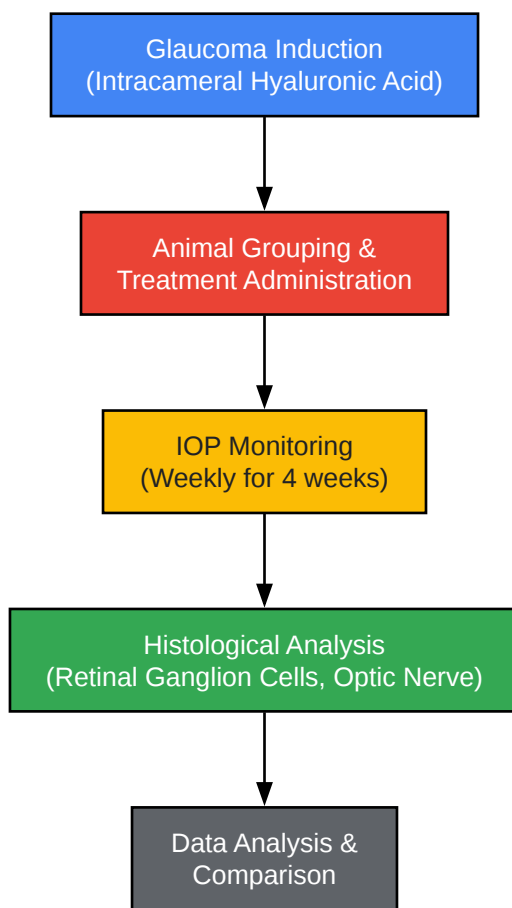 Glaucoma Induction
(Intracameral Hyaluronic Acid)
Animal Grouping &
Treatment Administration
IOP Monitoring
(Weekly for 4 weeks)
Histological Analysis
(Retinal Ganglion Cells, Optic Nerve)
Data Analysis &
Comparison